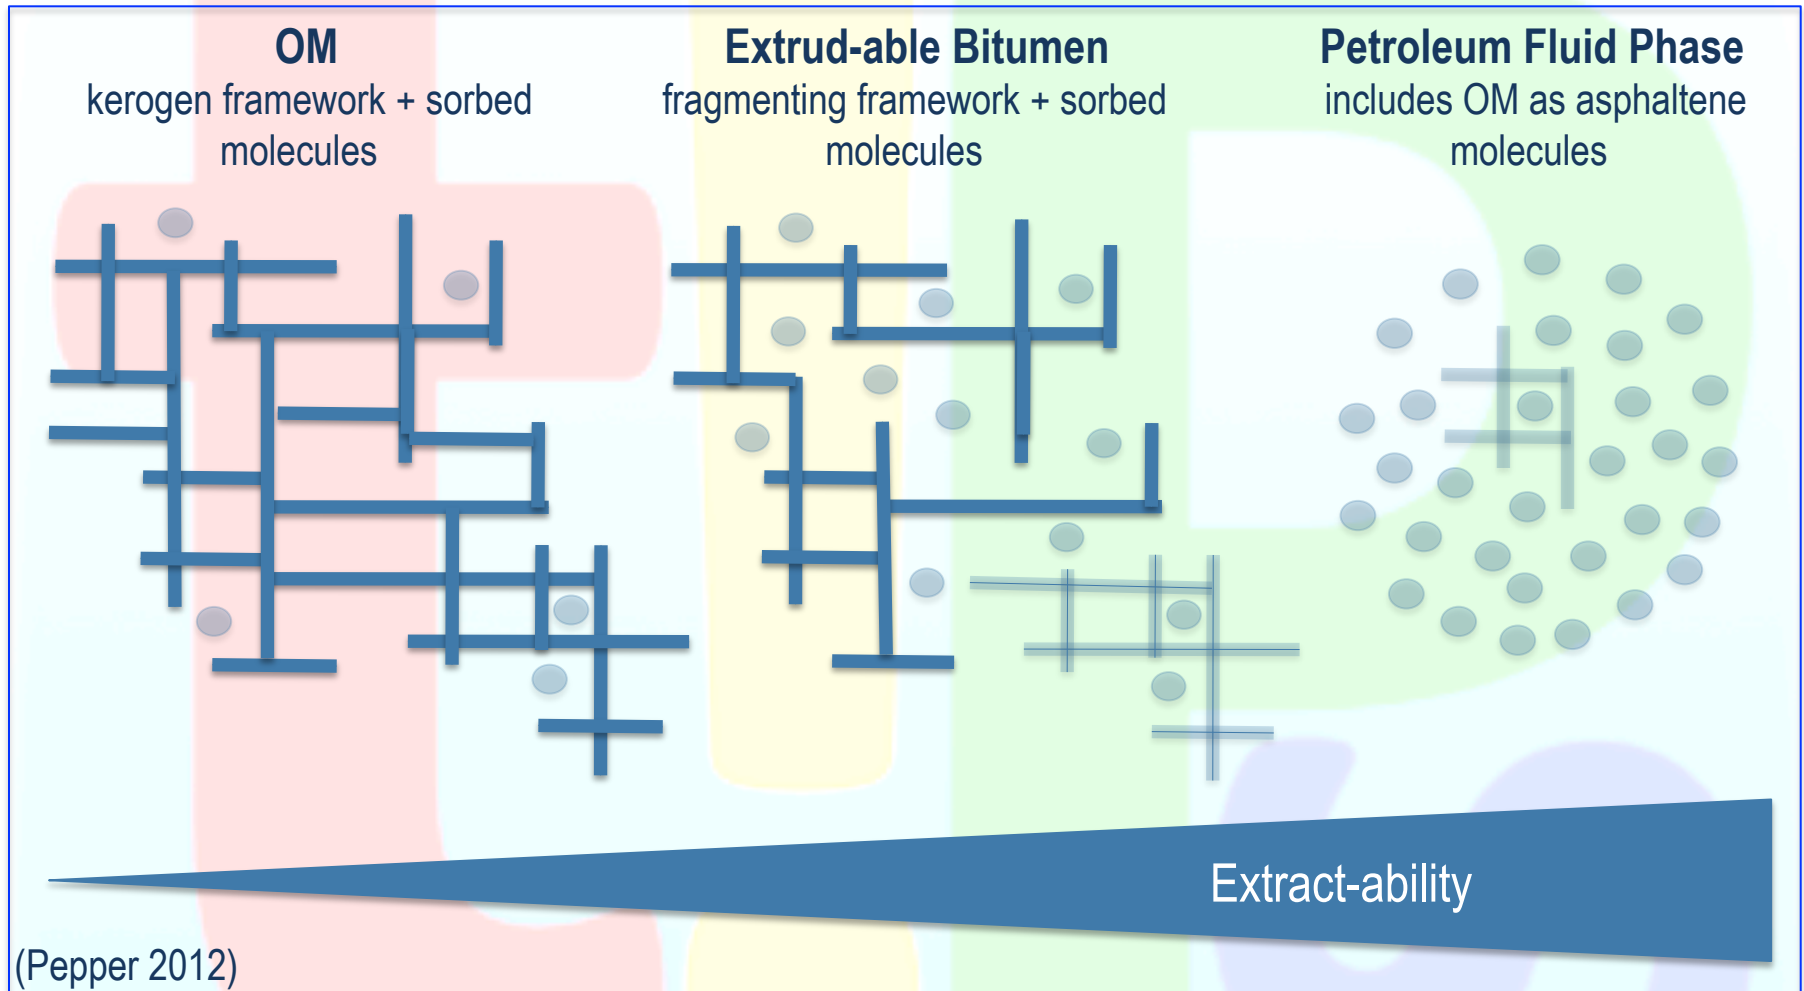 OM
kerogen framework + sorbed
molecules
Extrud-able Bitumen
fragmenting framework + sorbed
molecules
Petroleum Fluid Phase
includes OM as asphaltene
molecules
Extract-ability
(Pepper 2012)